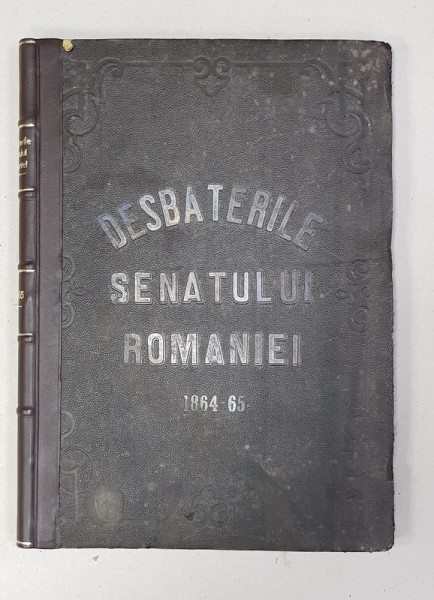 DESBATERILE
SENATULUI
ROMANIEI
1864-65